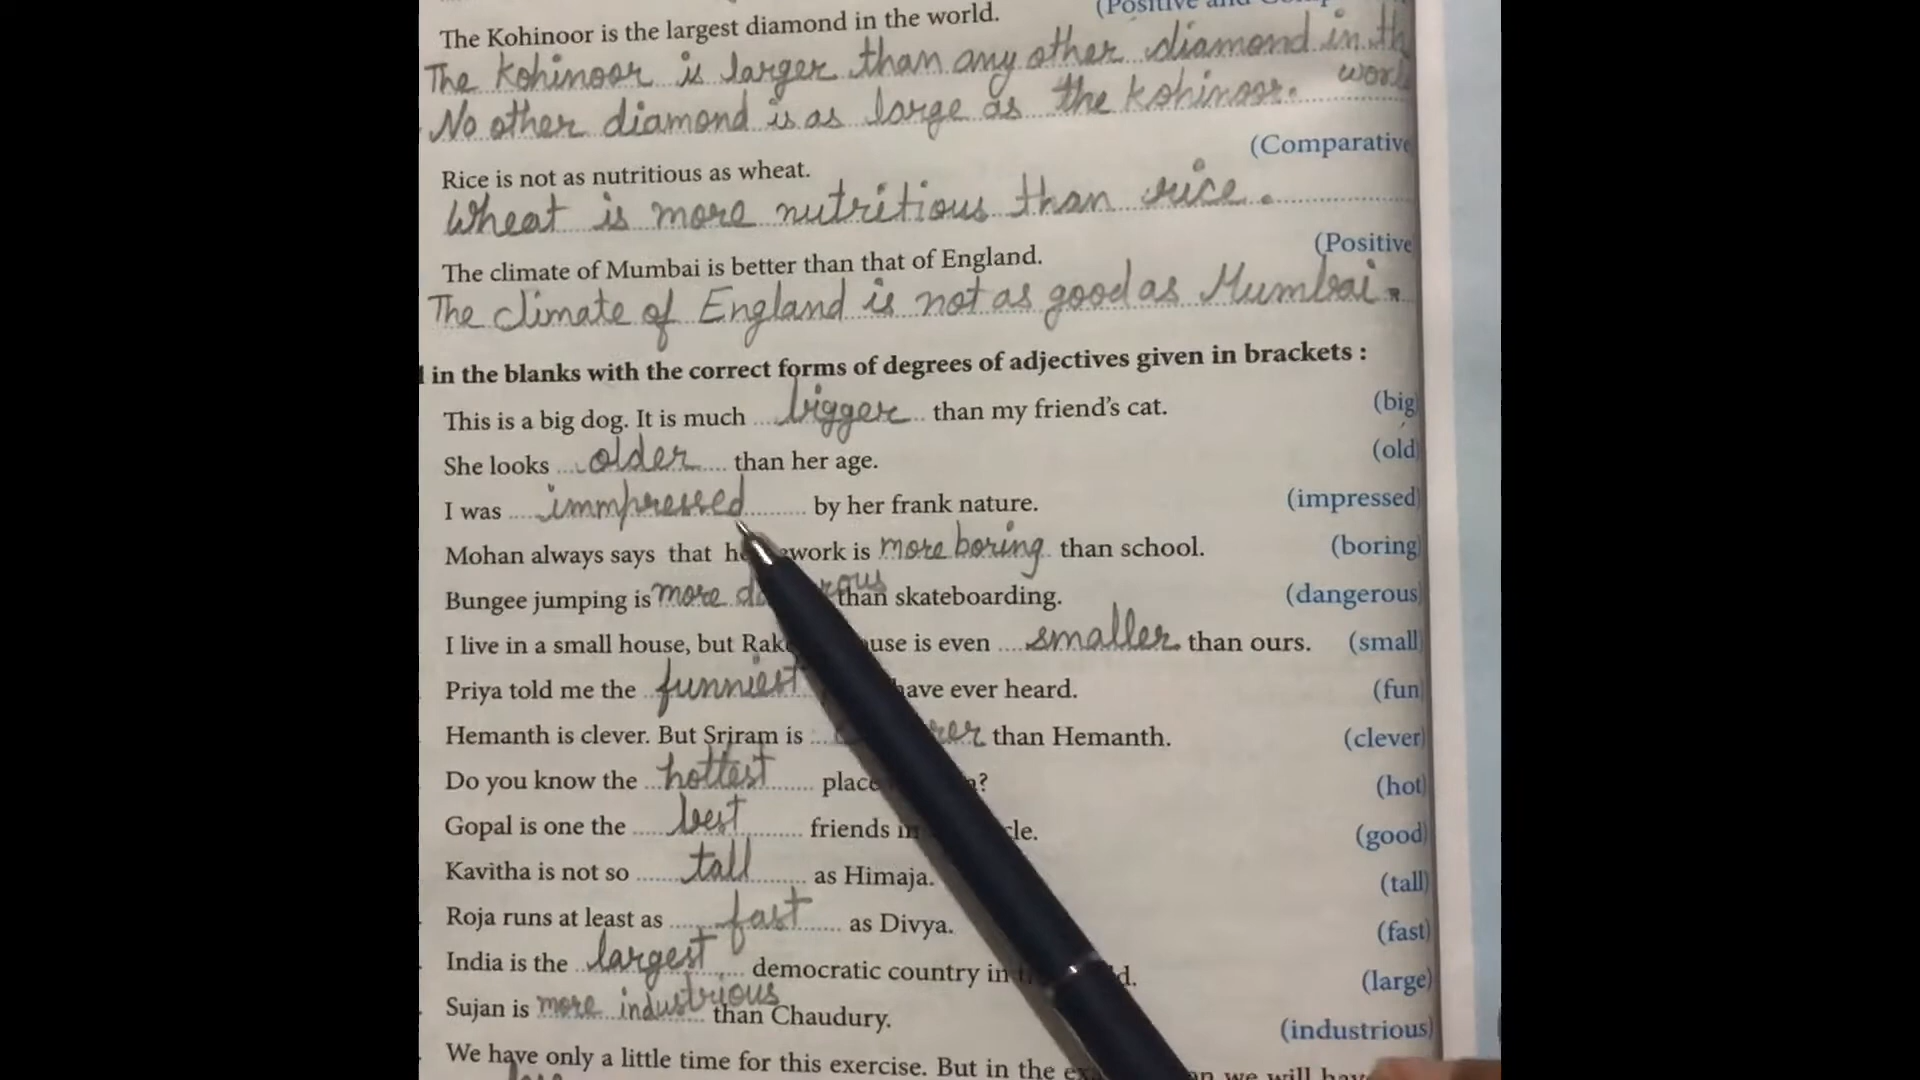 (Positive and
The Kohinoor is the largest diamond in the world.
The Kohinoor is larger than any other diamond in th
worl
No other diamond is as large as the kohinoor.
(Comparative
Rice is not as nutritious as wheat.
Wheat is more nutritious than rice.
(Positive
The climate of Mumbai is better than that of England.
The climate of England is not as good as Mumbai.
in the blanks with the correct forms of degrees of adjectives given in brackets :
This is a big dog. It is much bigger than my friend's cat. (big
She looks older than her age. (old
I was immpressed by her frank nature. (impressed)
Mohan always says that work is more boring than school. (boring)
Bungee jumping is more than skateboarding. (dangerous)
I live in a small house, but is even smaller than ours. (small
Priya told me the funniest have ever heard. (fun
Hemanth is clever. But Sriram is than Hemanth. (clever)
Do you know the hottest place (hot)
Gopal is one the best friends in (good)
Kavitha is not so tall as Himaja. (tall)
Roja runs at least as fast as Divya. (fast)
India is the largest democratic country in (large)
Sujan is more industrious than Chaudury. (industrious)
We have only a little time for this exercise. But in the we will have